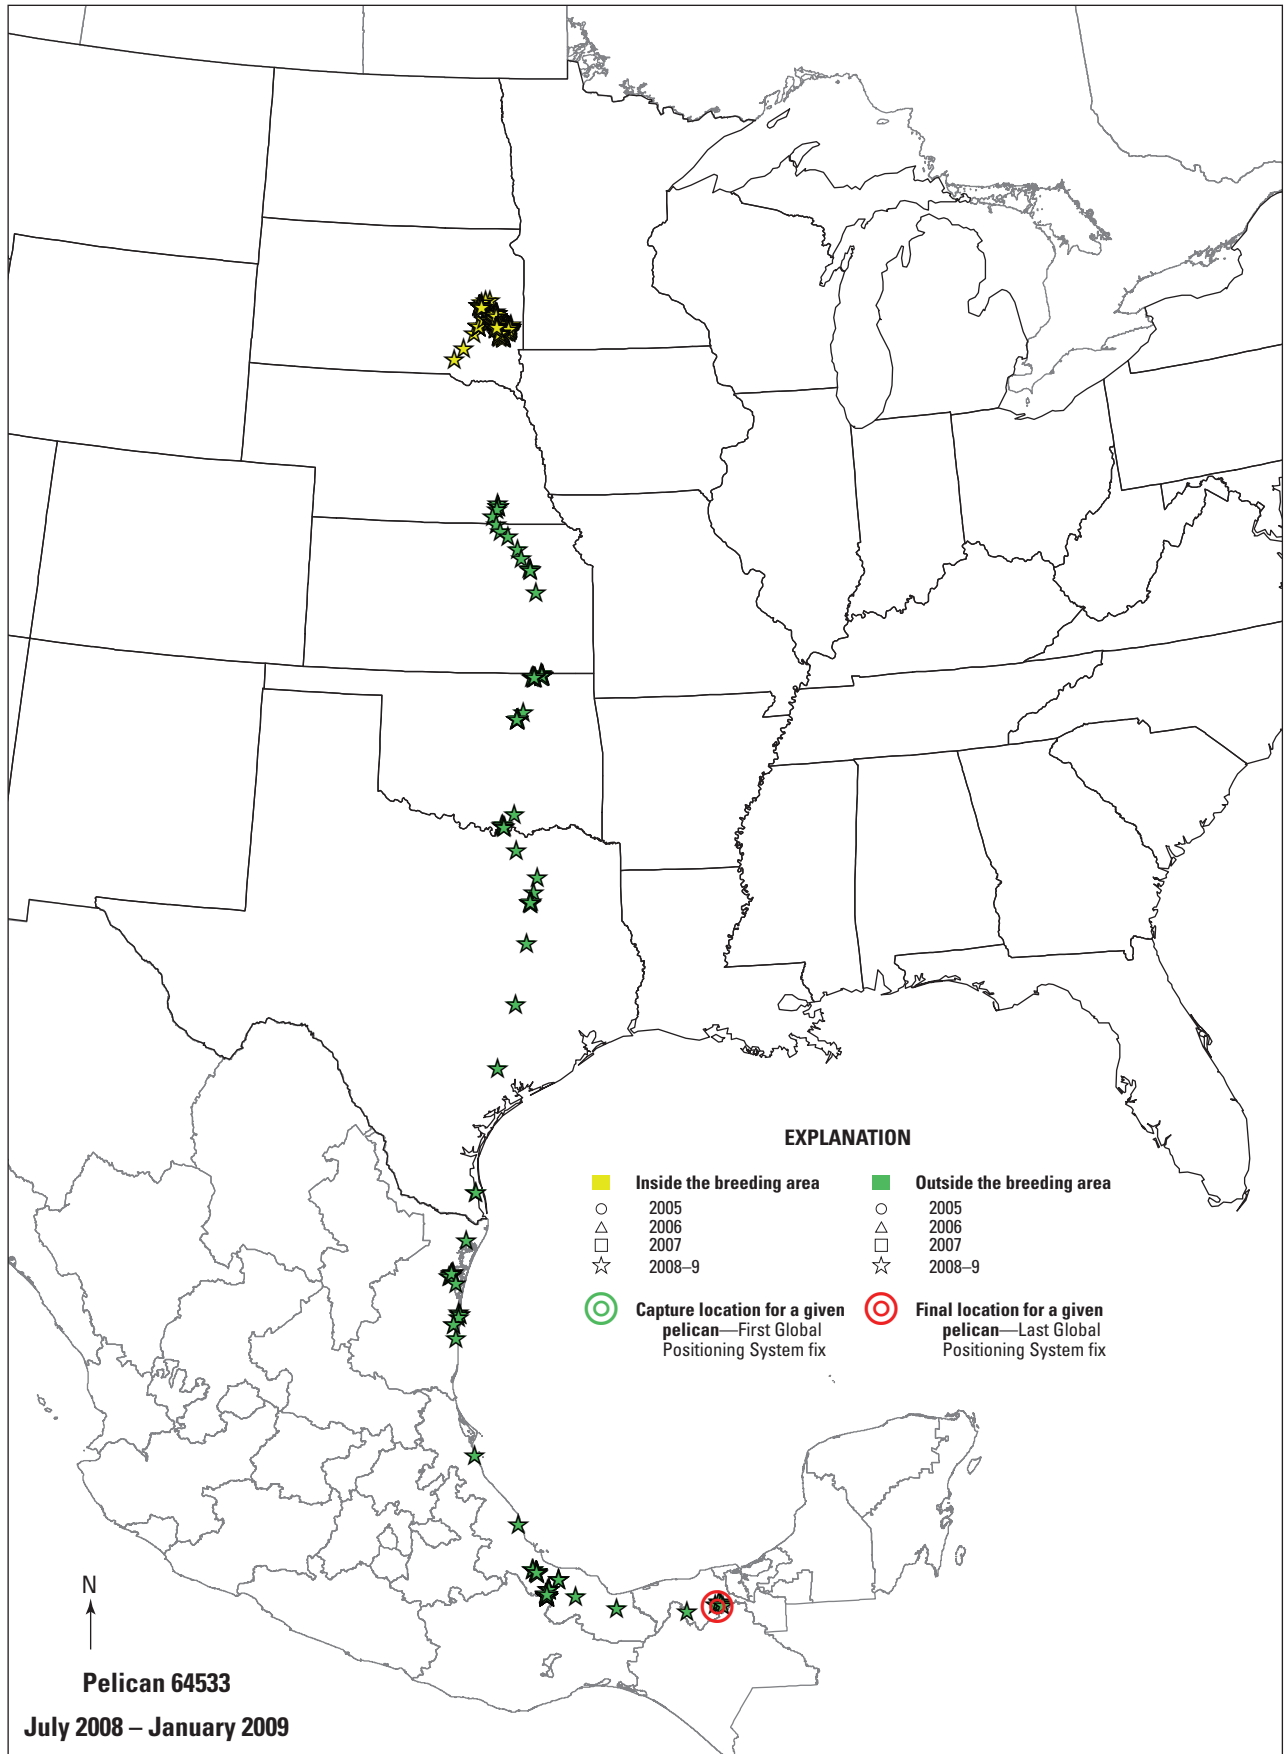 EXPLANATION
Inside the breeding area
2005
2006
2007
2008–9
Capture location for a given
pelican—First Global
Positioning System fix
Outside the breeding area
2005
2006
2007
2008–9
Final location for a given
pelican—Last Global
Positioning System fix
N
Pelican 64533
July 2008 – January 2009